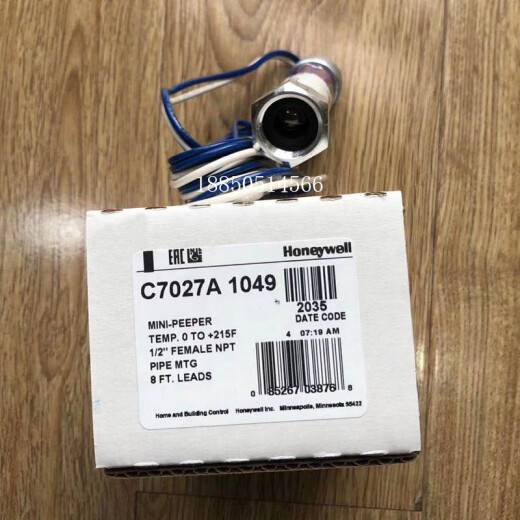 18850514566
EAC
Honeywell
C7027A 1049
2035
DATE CODE
MINI-PEEPER
TEMP. 0 TO +215F
4 07:19 AM
1/2" FEMALE NPT
PIPE MTG
8 FT. LEADS
0 85267 03876 8
Home and Building Control Honeywell Inc. Minneapolis, Minnesota 55422